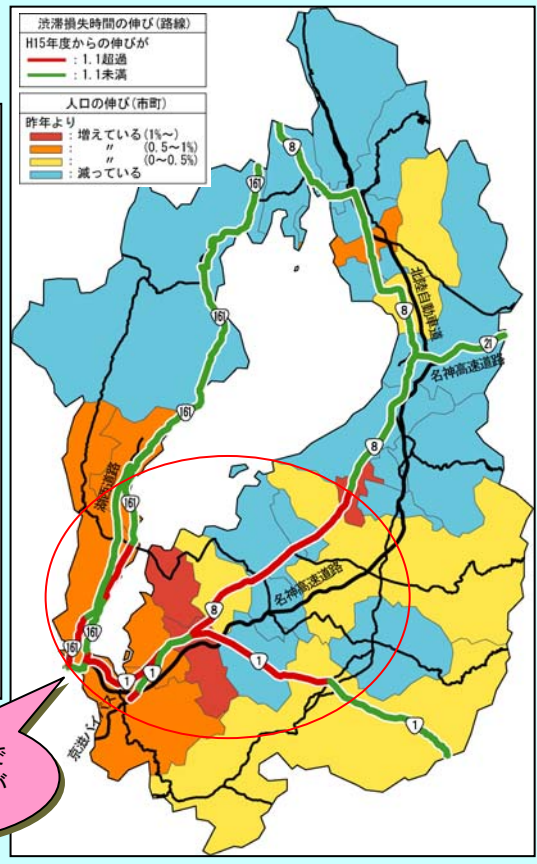 渋滞損失時間の伸び(路線)
H15年度からの伸びが
:1.1超過
:1.1未満
人口の伸び(市町)
昨年より
:増えている(1%~)
: 〃 (0.5~1%)
: 〃 (0~0.5%)
:減っている
8
161
161
北陸自動車道
8
161
21
名神高速道路
161
8
湖西道路
161
名神高速道路
8
161
161
1
1
1
1
京滋バイパス
で
が